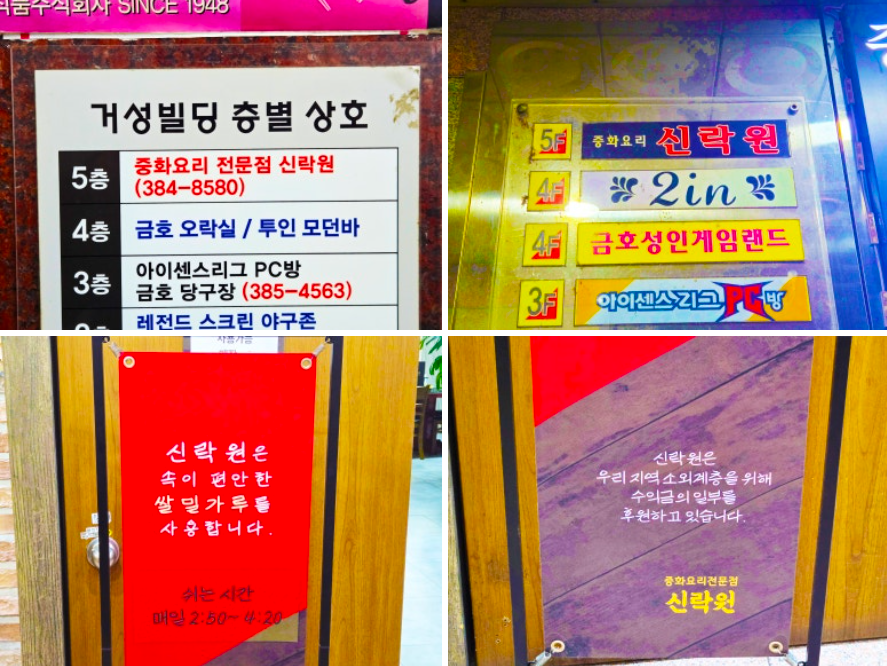 식품주식회사 SINCE 1948
거성빌딩 층별 상호
5층 중화요리 전문점 신락원
(384-8580)
4층 금호 오락실 / 투인 모던바
3층 아이센스리그 PC방
금호 당구장 (385-4563)
레전드 스크린 야구존
5F 중화요리 신락원
4F 2in
4F 금호성인게임랜드
3F 아이센스리그 PC방
신락원은
속이 편안한
쌀밀가루를
사용합니다.
쉬는 시간
매일 2:50~4:20
신락원은
우리 지역 소외계층을 위해
수익금의 일부를
후원하고 있습니다.
중화요리전문점
신락원